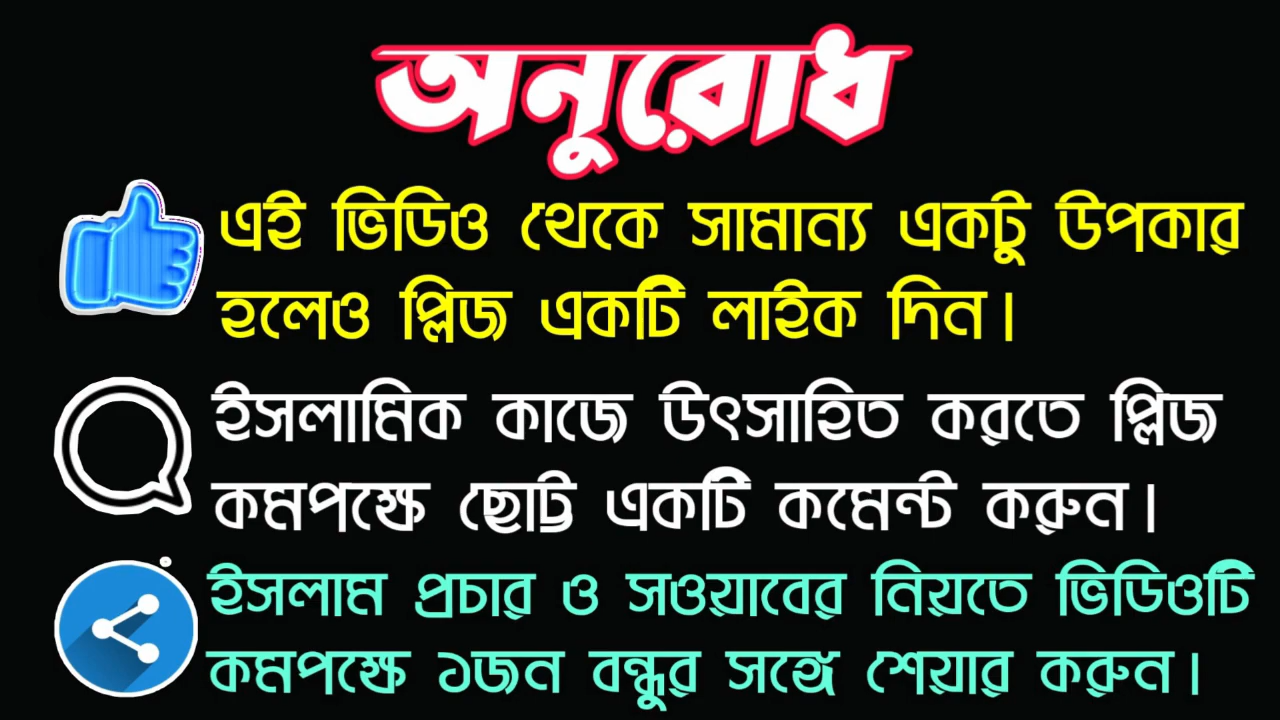 অনুরোধ
এই ভিডিও থেকে সামান্য একটু উপকার
হলেও প্লিজ একটি লাইক দিন।
ইসলামিক কাজে উৎসাহিত করতে প্লিজ
কমপক্ষে ছোট্ট একটি কমেন্ট করুন।
ইসলাম প্রচার ও সওয়াবের নিয়তে ভিডিওটি
কমপক্ষে ১জন বন্ধুর সঙ্গে শেয়ার করুন।